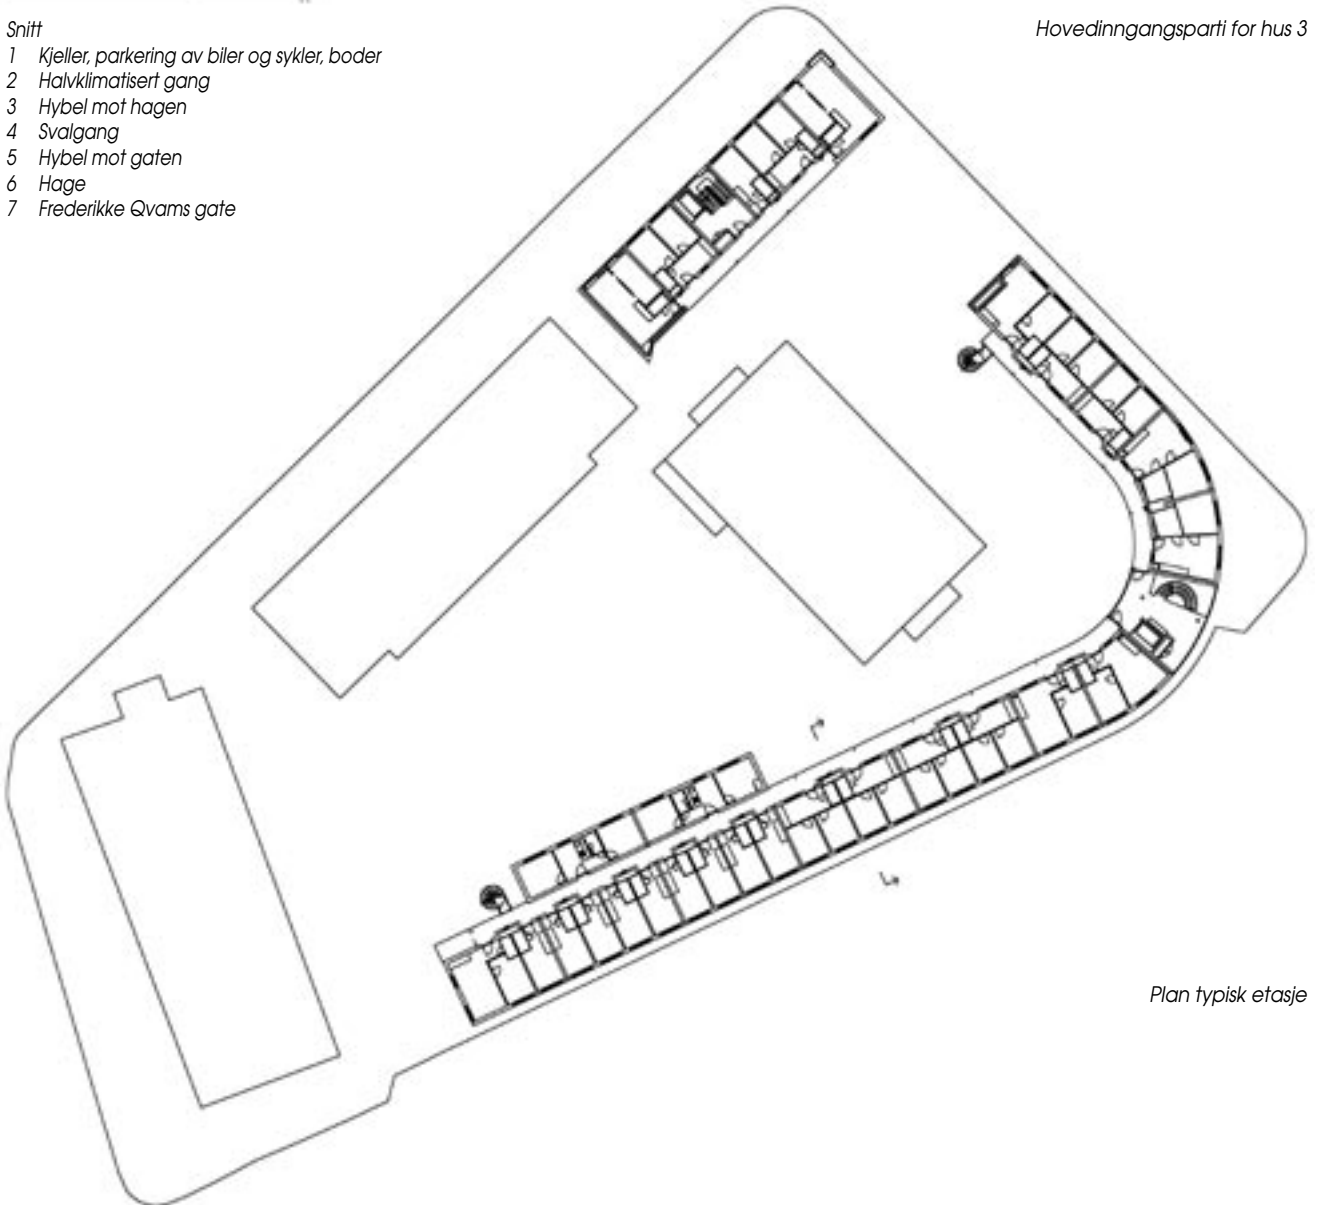 Snitt
1 Kjeller, parkering av biler og sykler, boder
2 Halvklimatisert gang
3 Hybel mot hagen
4 Svalgang
5 Hybel mot gaten
6 Hage
7 Frederikke Qvams gate
Hovedinngangsparti for hus 3
Plan typisk etasje